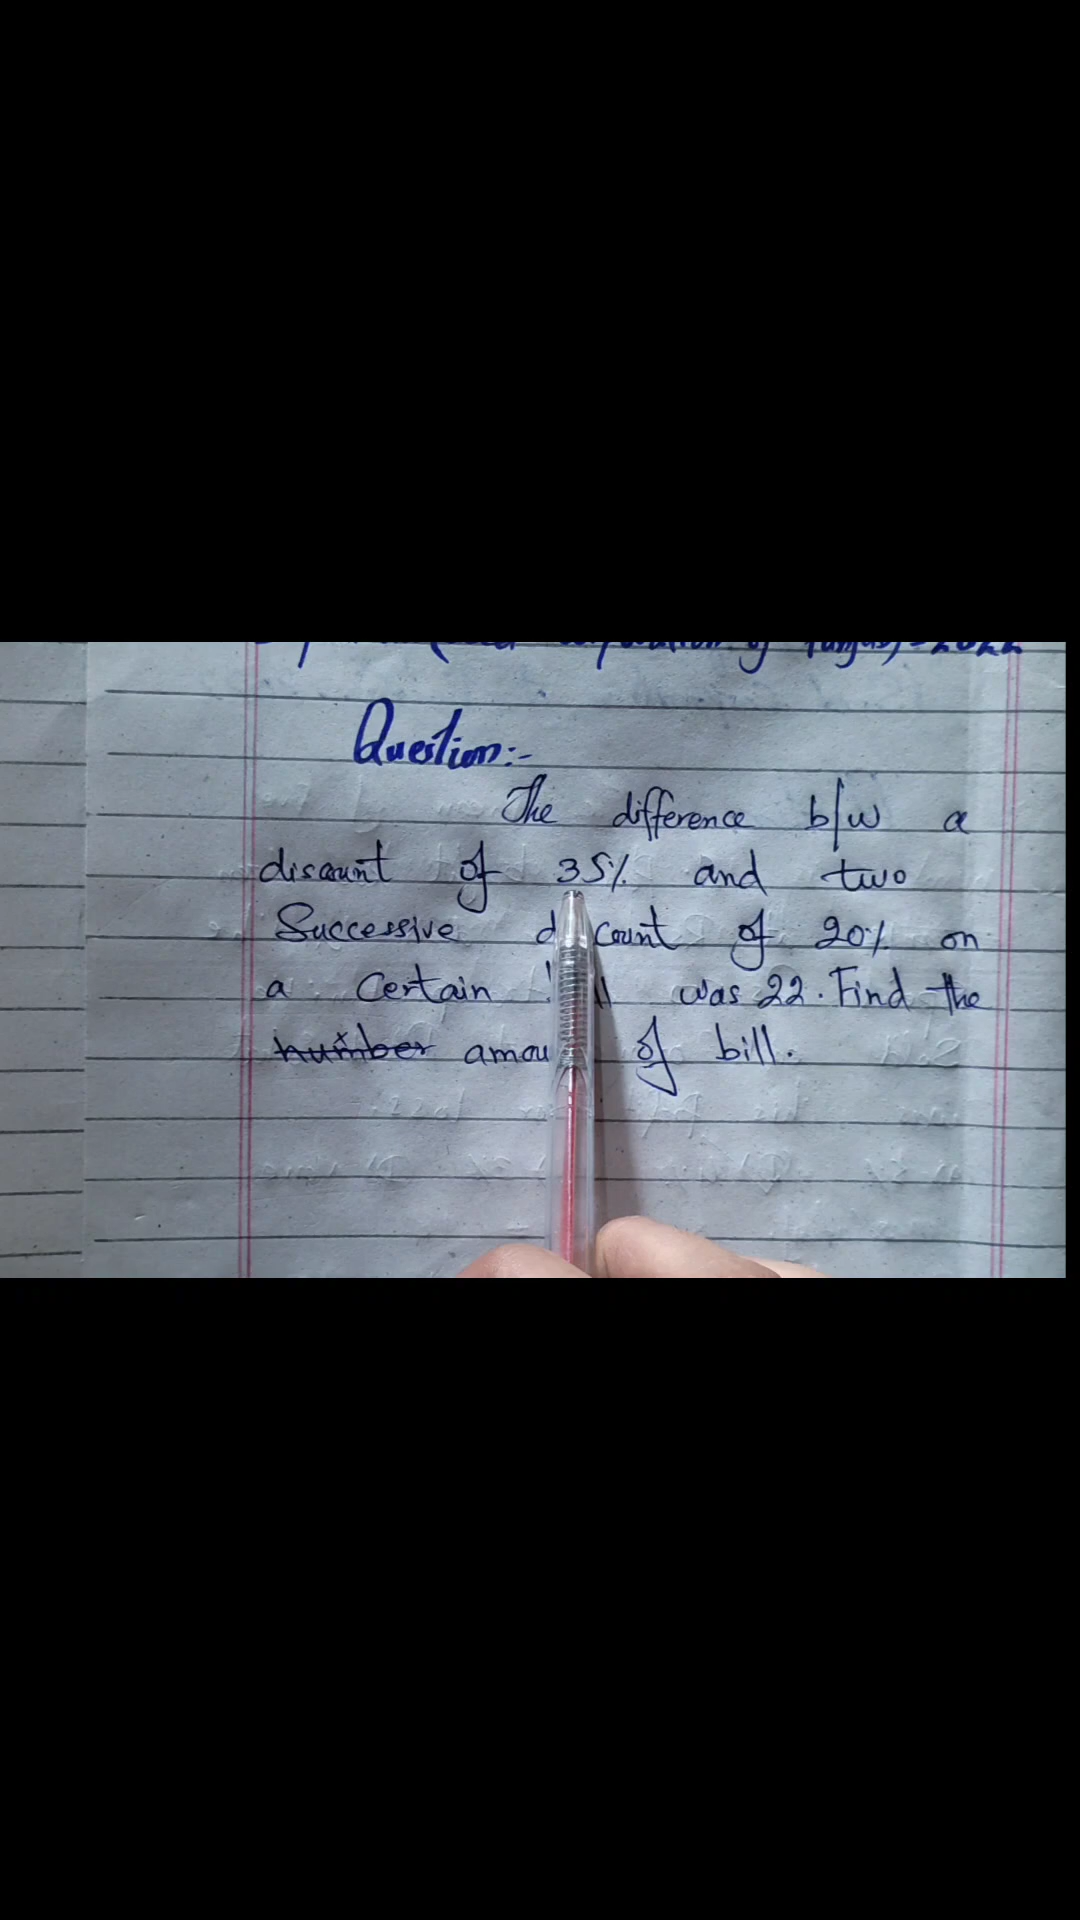 Question:-
The difference b/w a
discount of 35% and two
Successive d count of 20% on
a Certain was 22. Find the
number amou of bill.